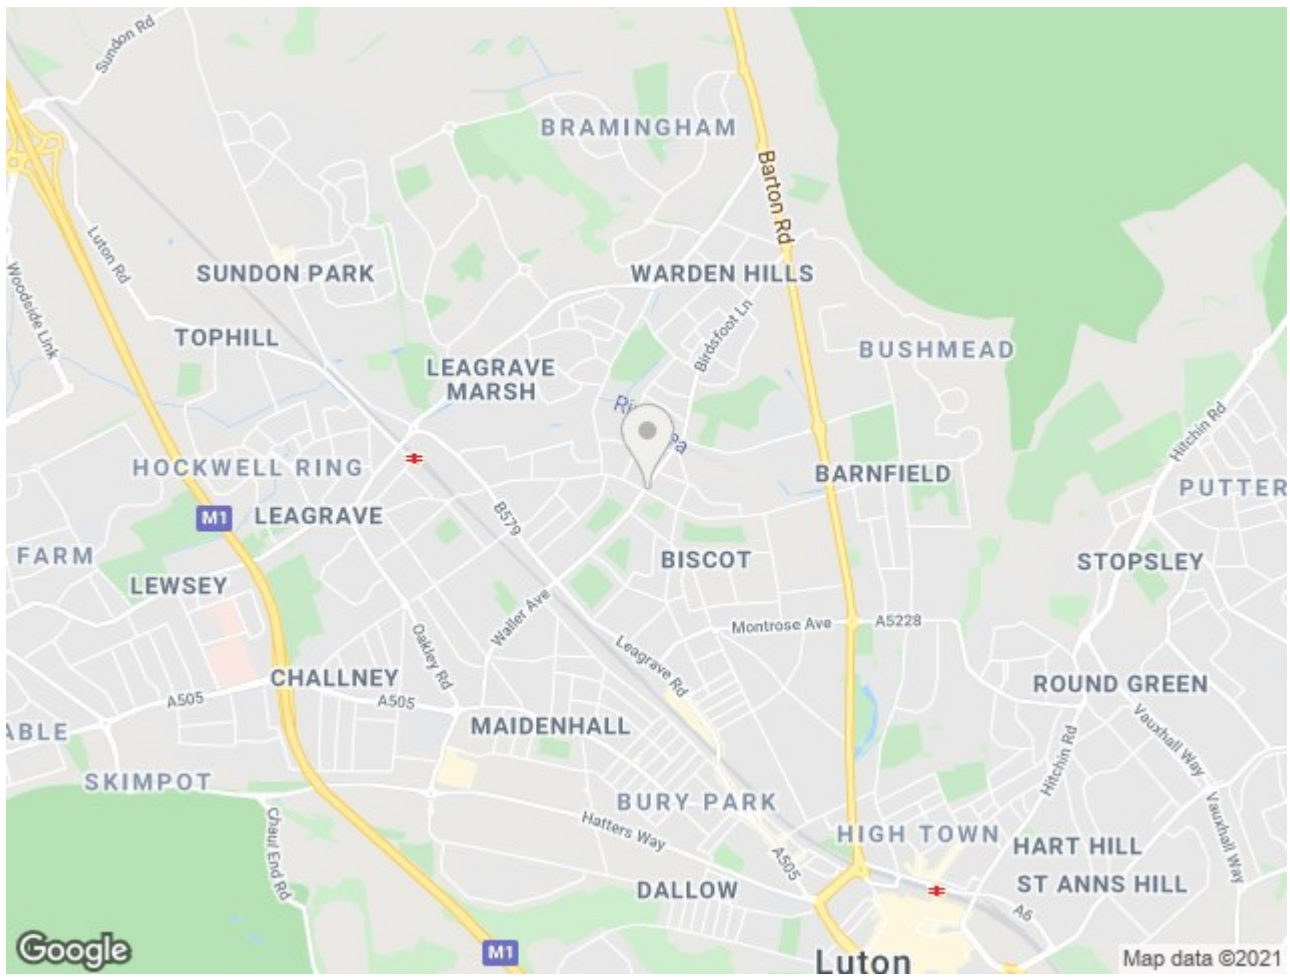 Sundon Rd
BRAMINGHAM
Barton Rd
Luton Rd
Woodside Link
SUNDON PARK
WARDEN HILLS
Birdsfoot Ln
TOPHILL
BUSHMEAD
LEAGRAVE
MARSH
Hitchin Rd
HOCKWELL RING
BARNFIELD
PUTTER
M1
LEAGRAVE
B579
FARM
BISCOT
STOPSLEY
LEWSEY
Waller Ave
Montrose Ave
A5228
Oakley Rd
Leagrave Rd
CHALLNEY
ROUND GREEN
A505
A505
ABLE
MAIDENHALL
Vauxhall Way
Hitchin Rd
SKIMPOT
BURY PARK
Vauxhall Way
Hatters Way
HIGH TOWN
HART HILL
Chaul End Rd
A505
DALLOW
ST ANNS HILL
A6
Google
M1
Luton
Map data ©2021